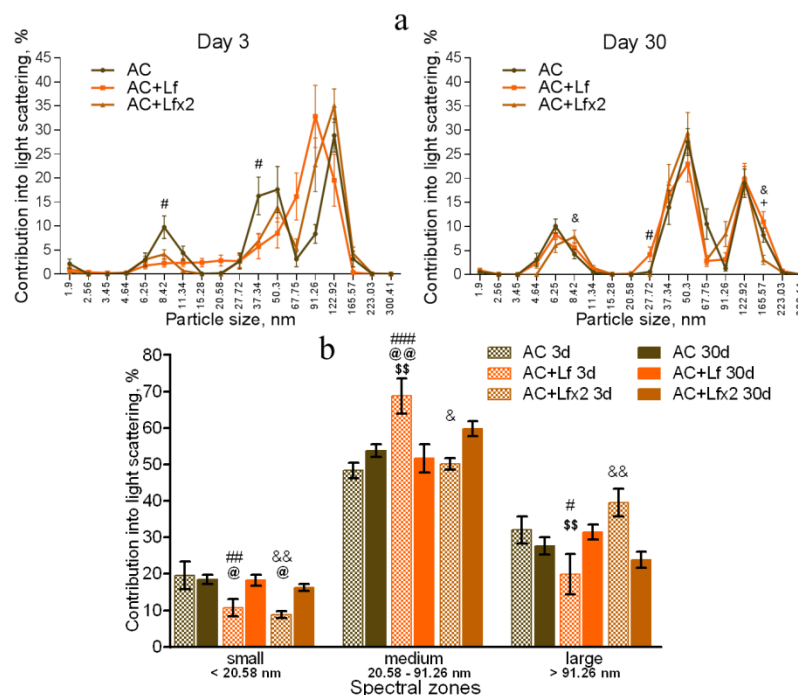 a
Day 3
Contribution into light scattering, %
45
40
35
30
25
20
15
10
5
0
AC
AC+Lf
AC+Lfx2
#
#
1.9
2.56
3.45
4.64
6.25
8.42
11.34
15.28
20.58
27.72
37.34
50.3
67.75
91.26
122.92
165.57
223.03
300.41
Particle size, nm
Day 30
Contribution into light scattering, %
45
40
35
30
25
20
15
10
5
0
AC
AC+Lf
AC+Lfx2
&
#
&
+
1.9
2.56
3.45
4.64
6.25
8.42
11.34
15.28
20.58
27.72
37.34
50.3
67.75
91.26
122.92
165.57
223.03
Particle size, nm
b
Contribution into light scattering, %
80
70
60
50
40
30
20
10
0
AC 3d
AC 30d
AC+Lf 3d
AC+Lf 30d
AC+Lfx2 3d
AC+Lfx2 30d
##
@
&&
@
###
@@
$$
&
#
$$
&&
small
< 20.58 nm
medium
20.58 - 91.26 nm
large
> 91.26 nm
Spectral zones